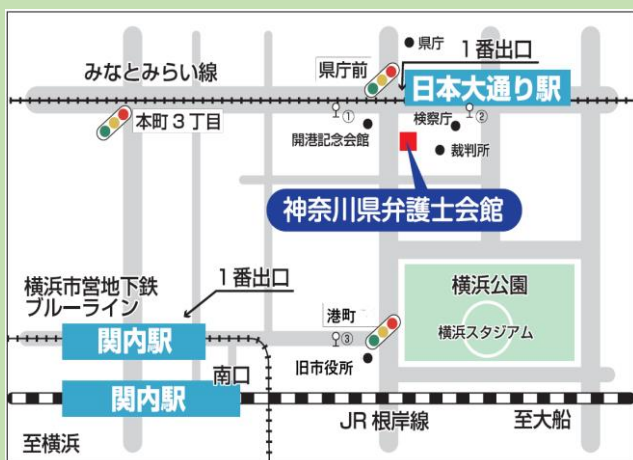 県庁
1番出口
みなとみらい線
県庁前
日本大通り駅
本町3丁目
①
開港記念会館
検察庁
②
裁判所
神奈川県弁護士会館
横浜市営地下鉄
ブルーライン
1番出口
横浜公園
港町
横浜スタジアム
関内駅
③
旧市役所
南口
関内駅
JR根岸線
至大船
至横浜